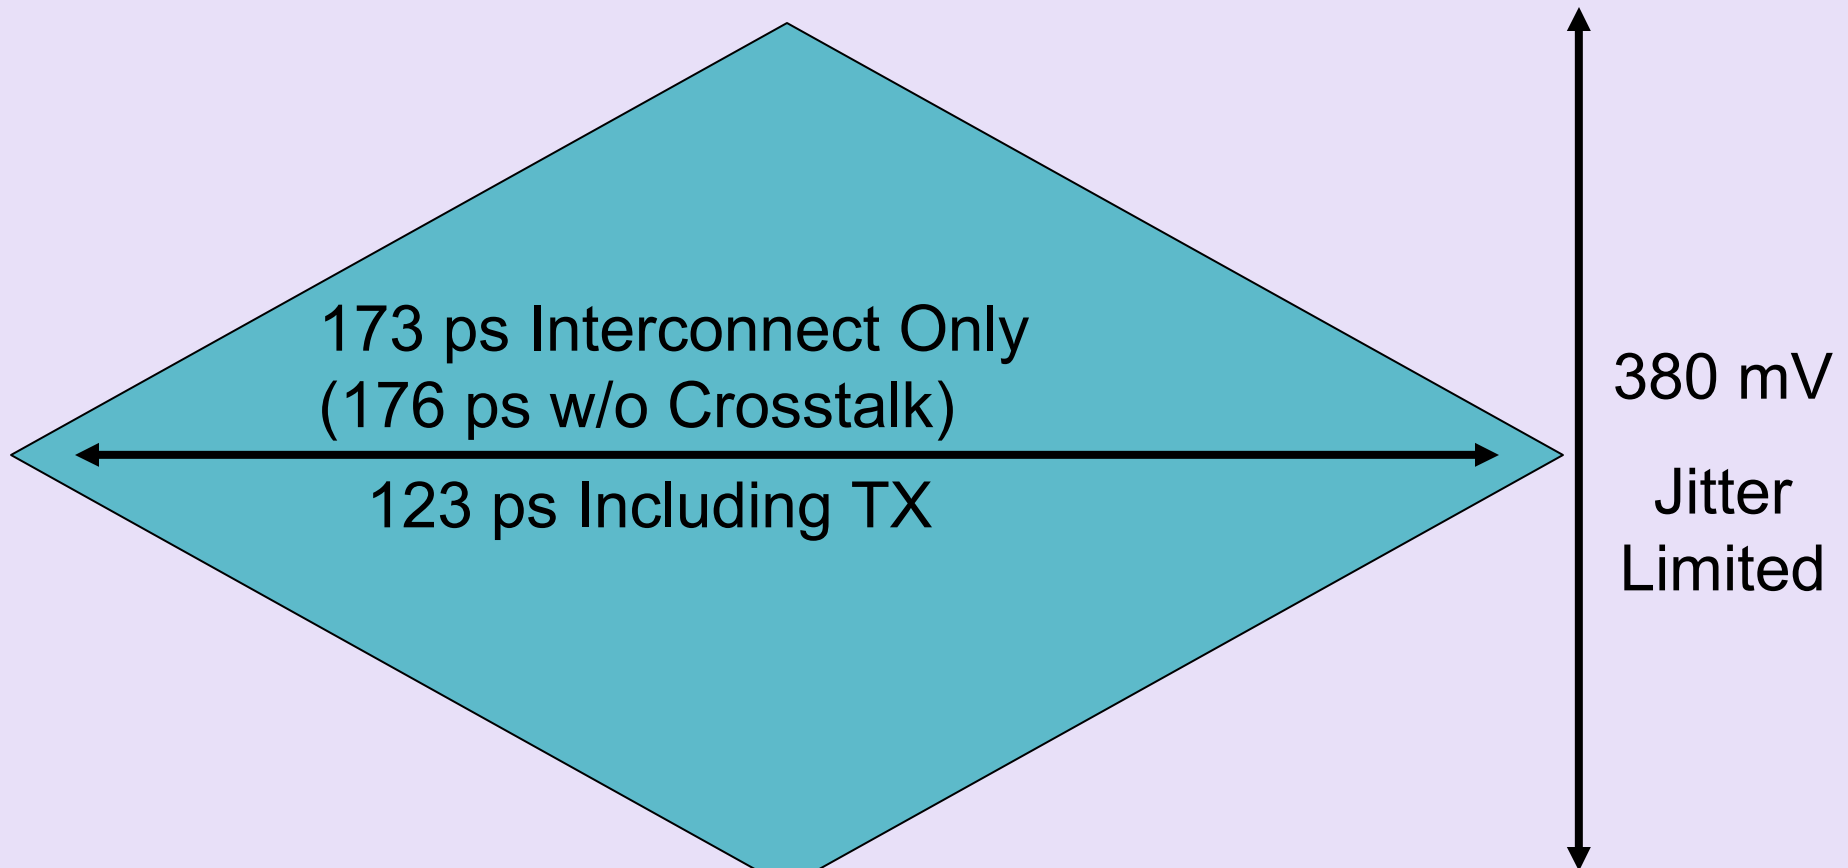 173 ps Interconnect Only
(176 ps w/o Crosstalk)
123 ps Including TX
380 mV
Jitter
Limited